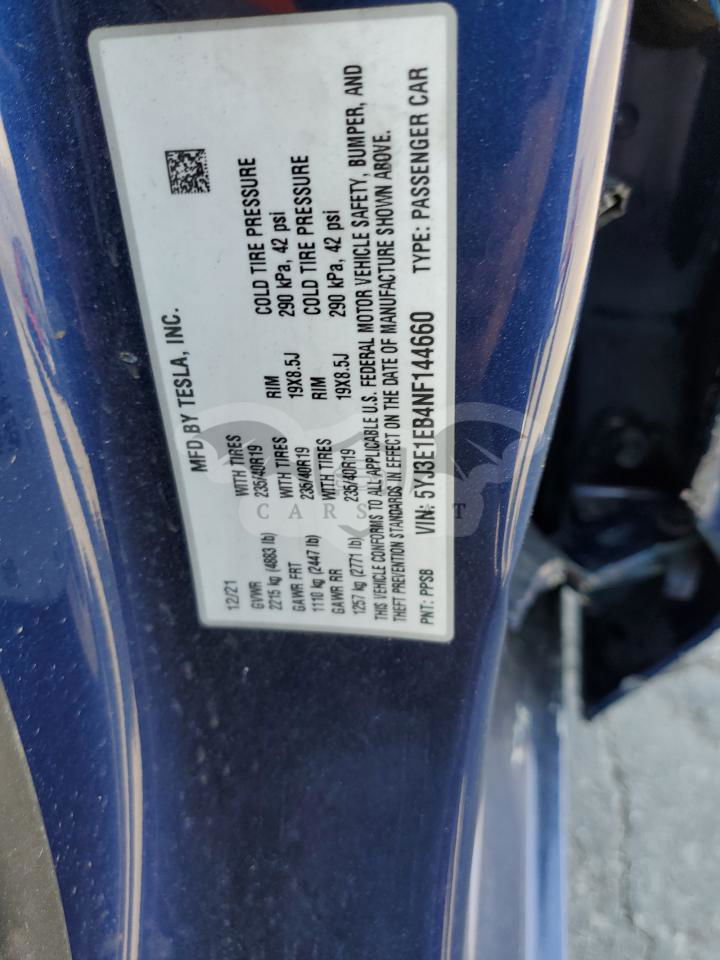 MFD BY TESLA, INC.
12/21
GVWR WITH TIRES RIM COLD TIRE PRESSURE
2215 kg (4883 lb) 235/40R19 19X8.5J 290 kPa, 42 psi
GAWR FRT WITH TIRES RIM COLD TIRE PRESSURE
1110 kg (2447 lb) 235/40R19 19X8.5J 290 kPa, 42 psi
GAWR RR WITH TIRES
1257 kg (2771 lb) 235/40R19 19X8.5J 290 kPa, 42 psi
THIS VEHICLE CONFORMS TO ALL APPLICABLE U.S. FEDERAL MOTOR VEHICLE SAFETY, BUMPER, AND
THEFT PREVENTION STANDARDS IN EFFECT ON THE DATE OF MANUFACTURE SHOWN ABOVE.
PNT: PPSB VIN: 5YJ3E1EB4NF144660 TYPE: PASSENGER CAR